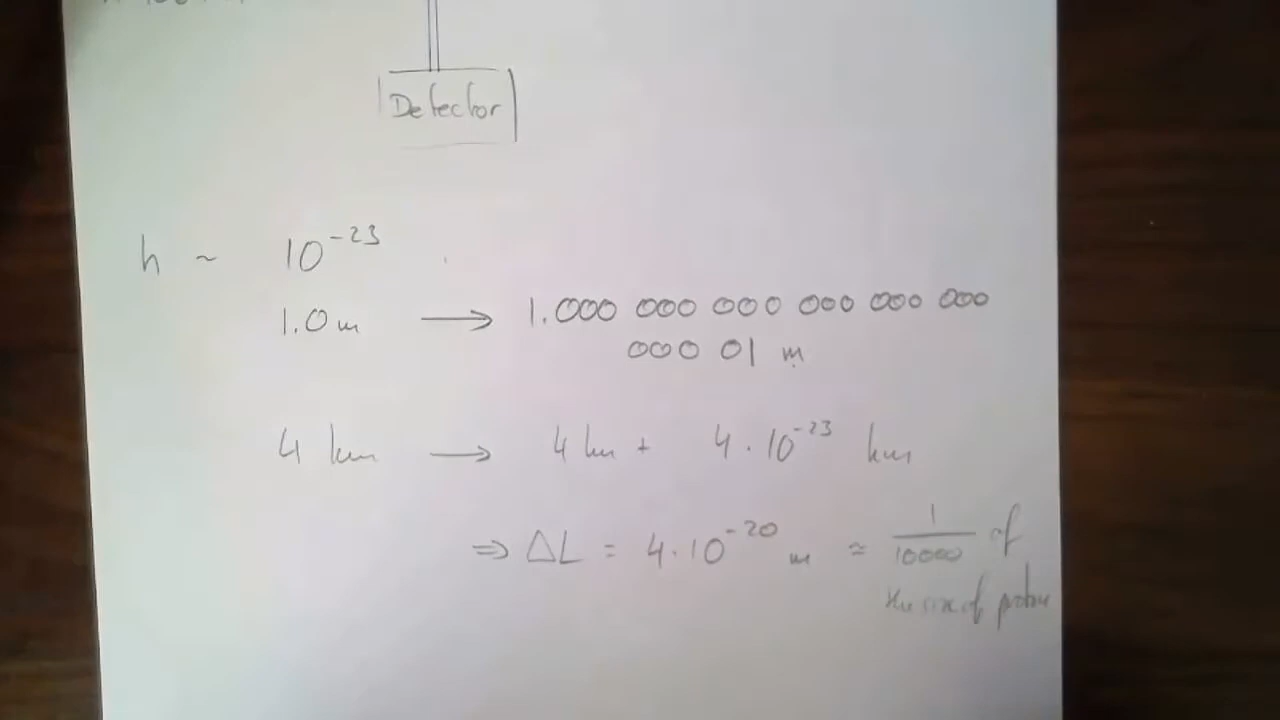 Detector
h ~ 10⁻²³
1.0 m → 1.000 000 000 000 000 000
000 01 m
4 km → 4 km + 4 · 10⁻²³ km
⇒ ΔL = 4 · 10⁻²⁰ m ≃ 1/10000 of
the size of proton